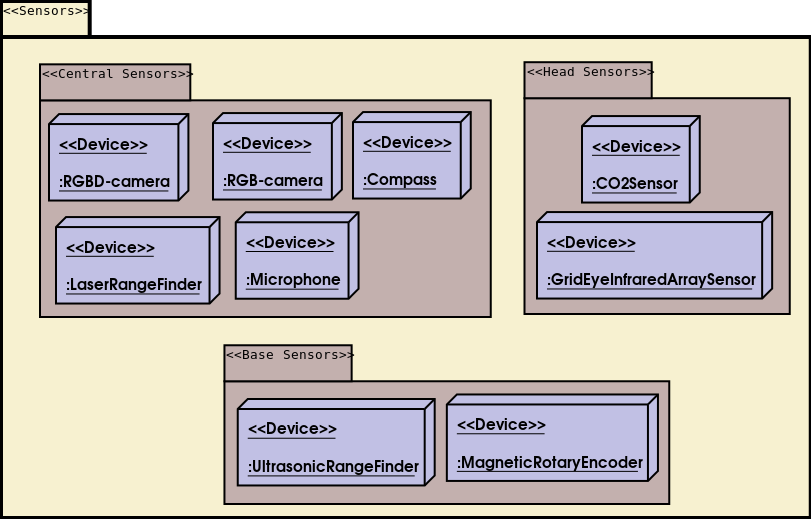 <<Sensors>>
<<Central Sensors>>
<<Device>>
:RGBD-camera
<<Device>>
:RGB-camera
<<Device>>
:Compass
<<Device>>
:LaserRangeFinder
<<Device>>
:Microphone
<<Head Sensors>>
<<Device>>
:CO2Sensor
<<Device>>
:GridEyeInfraredArraySensor
<<Base Sensors>>
<<Device>>
:UltrasonicRangeFinder
<<Device>>
:MagneticRotaryEncoder